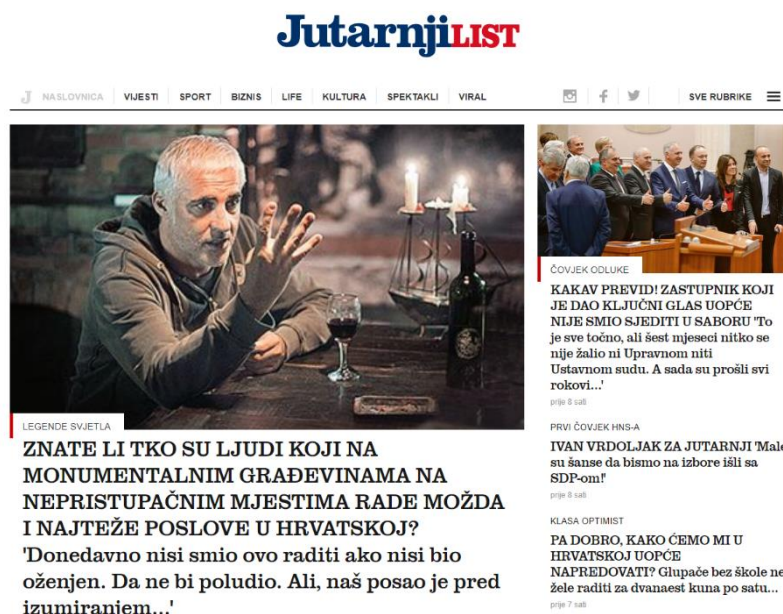 JutarnjiLIST
J NASLOVNICA VIJESTI SPORT BIZNIS LIFE KULTURA SPEKTAKLI VIRAL SVE RUBRIKE
LEGENDE SVJETLA
ZNATE LI TKO SU LJUDI KOJI NA
MONUMENTALNIM GRAĐEVINAMA NA
NEPRISTUPAČNIM MJESTIMA RADE MOŽDA
I NAJTEŽE POSLOVE U HRVATSKOJ?
'Donedavno nisi smio ovo raditi ako nisi bio
oženjen. Da ne bi poludio. Ali, naš posao je pred
izumiranjem...'
ČOVJEK ODLUKE
KAKAV PREVID! ZASTUPNIK KOJI
JE DAO KLJUČNI GLAS UOPĆE
NIJE SMIO SJEDITI U SABORU 'To
je sve točno, ali šest mjeseci nitko se
nije žalio ni Upravnom niti
Ustavnom sudu. A sada su prošli svi
rokovi...'
prije 8 sati
PRVI ČOVJEK HNS-A
IVAN VRDOLJAK ZA JUTARNJI 'Male
su šanse da bismo na izbore išli sa
SDP-om!'
prije 8 sati
KLASA OPTIMIST
PA DOBRO, KAKO ĆEMO MI U
HRVATSKOJ UOPĆE
NAPREDOVATI? Glupače bez škole ne
žele raditi za dvanaest kuna po satu...
prije 7 sati